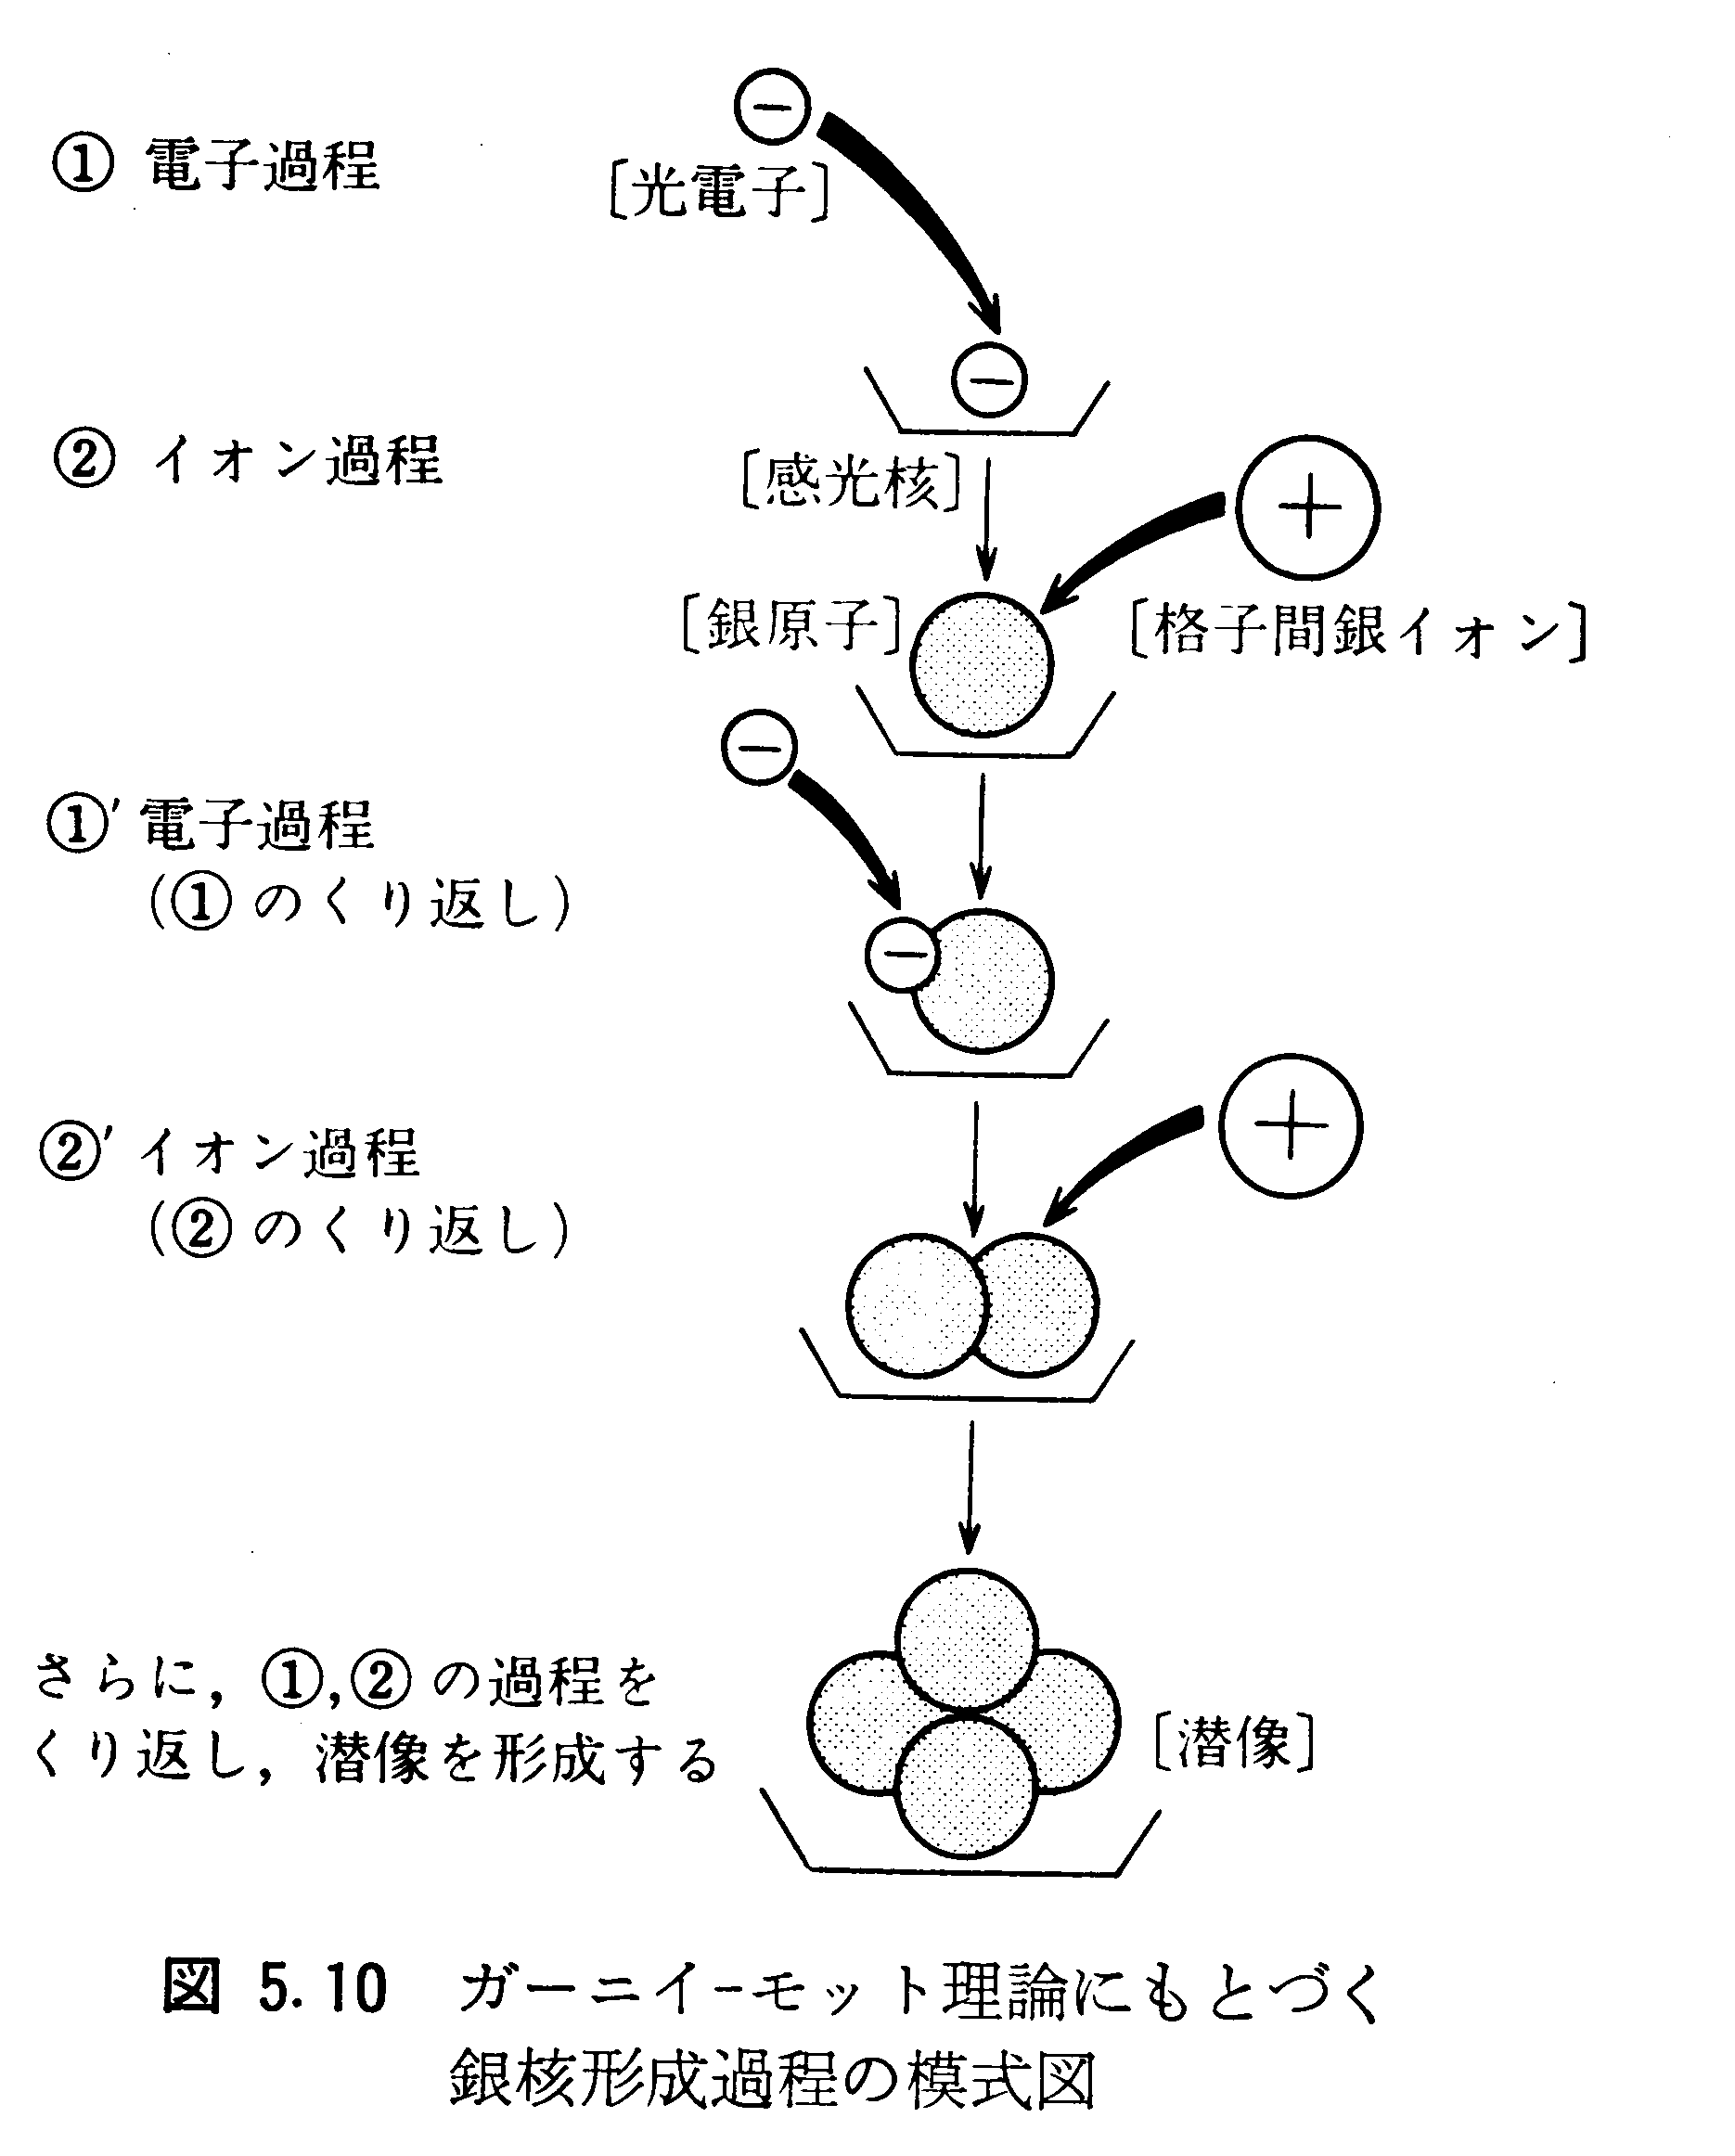 ① 電子過程
⊖
[光電子]
⊖
② イオン過程
[感光核]
+
[銀原子]
[格子間銀イオン]
−
①′電子過程
(①のくり返し)
−
②′イオン過程
(②のくり返し)
+
さらに,①,②の過程を
くり返し,潜像を形成する
[潜像]
図 5.10 ガーニイ-モット理論にもとづく
銀核形成過程の模式図